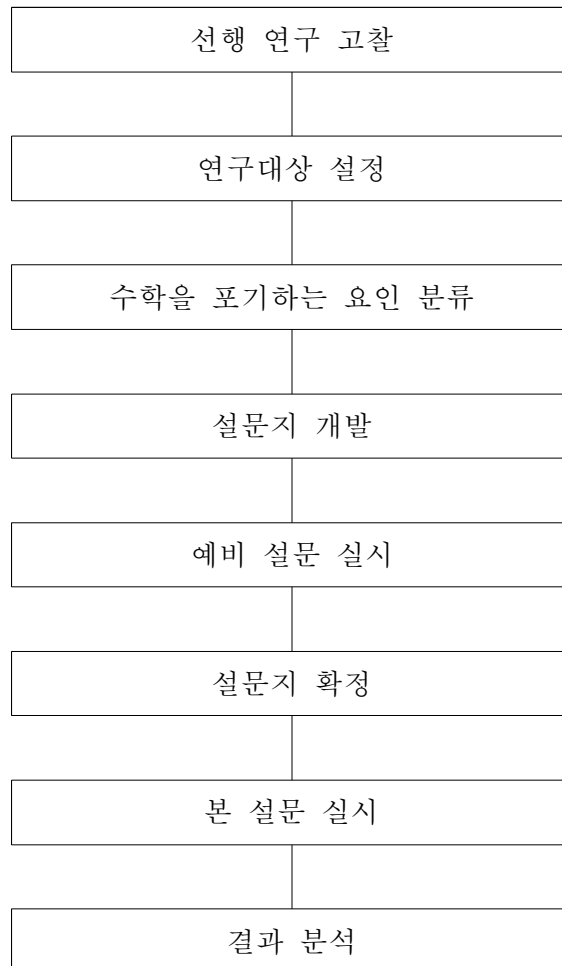 선행 연구 고찰
연구대상 설정
수학을 포기하는 요인 분류
설문지 개발
예비 설문 실시
설문지 확정
본 설문 실시
결과 분석